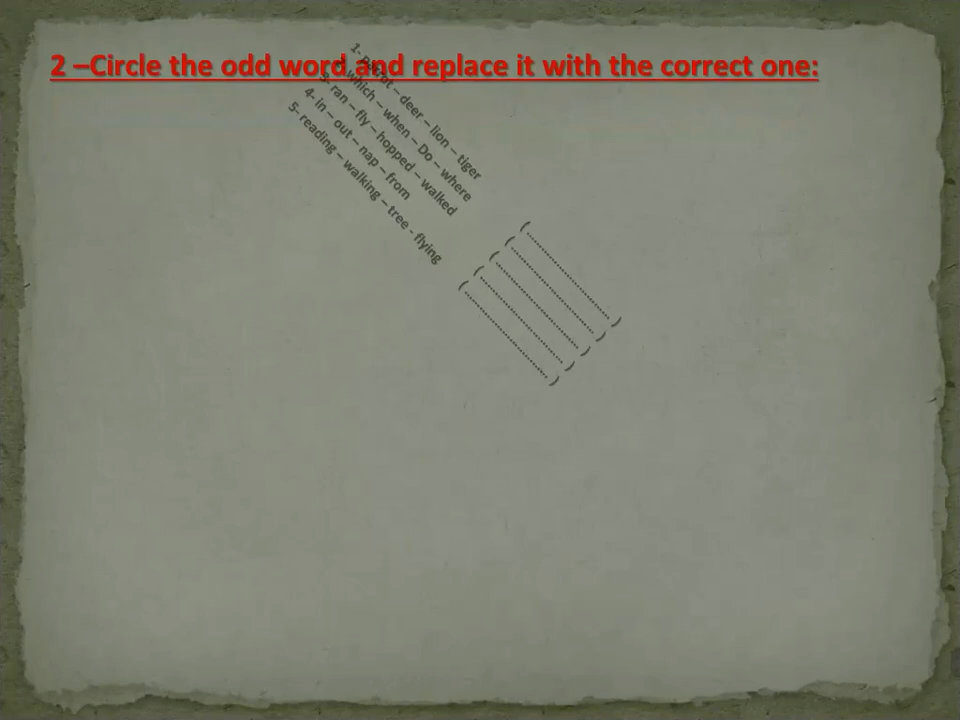 2 –Circle the odd word and replace it with the correct one:
1- parrot – deer – lion – tiger (........................)
which – when – Do – where (........................)
ran – fly – hopped – walked (........................)
4- in – out – nap – from (........................)
5- reading – walking – tree - flying (........................)